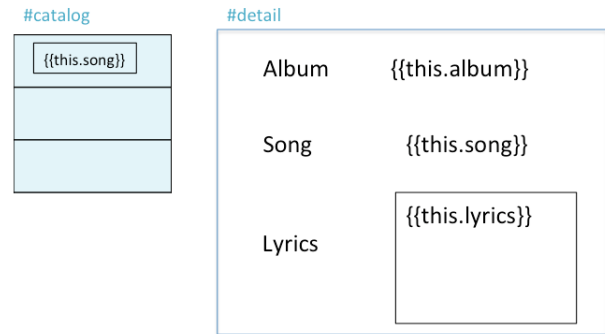 #catalog
{{this.song}}
#detail
Album {{this.album}}
Song {{this.song}}
Lyrics {{this.lyrics}}